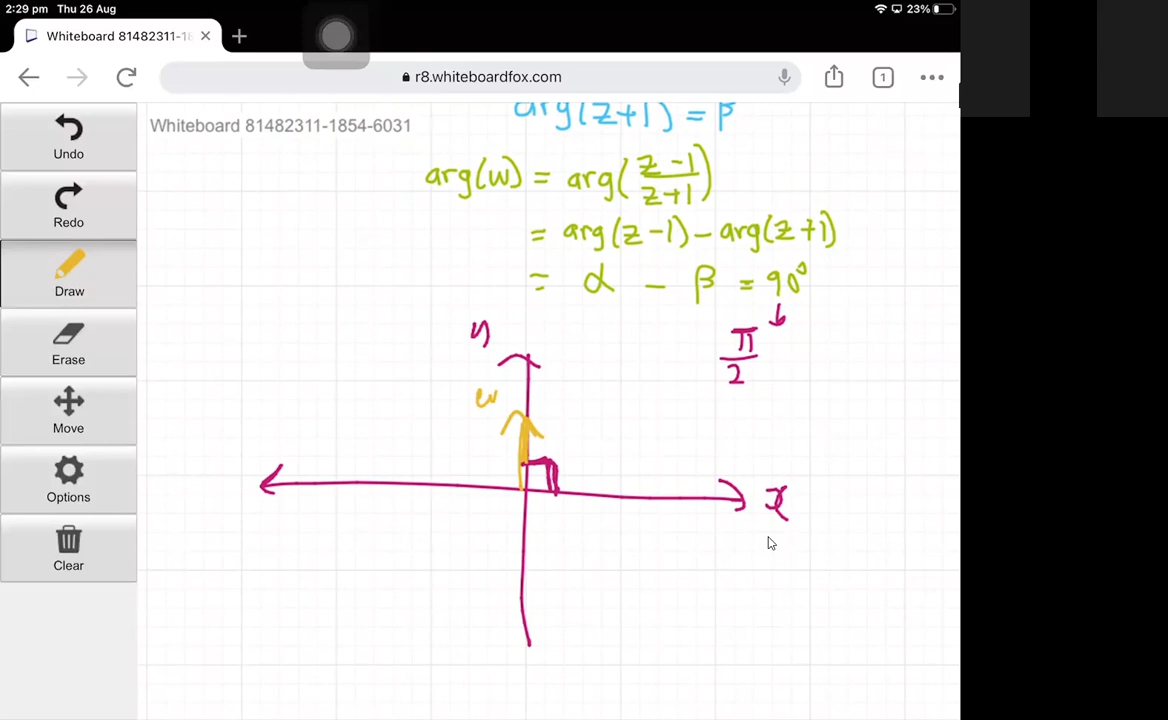 2:29 pm Thu 26 Aug
23%
Whiteboard 81482311-18
r8.whiteboardfox.com
1
Whiteboard 81482311-1854-6031
Undo
Redo
Draw
Erase
Move
Options
Clear
arg(z+1) = β
arg(w) = arg(z-1/z+1)
= arg(z-1) - arg(z+1)
= α - β = 90°
π/2
y
w
x